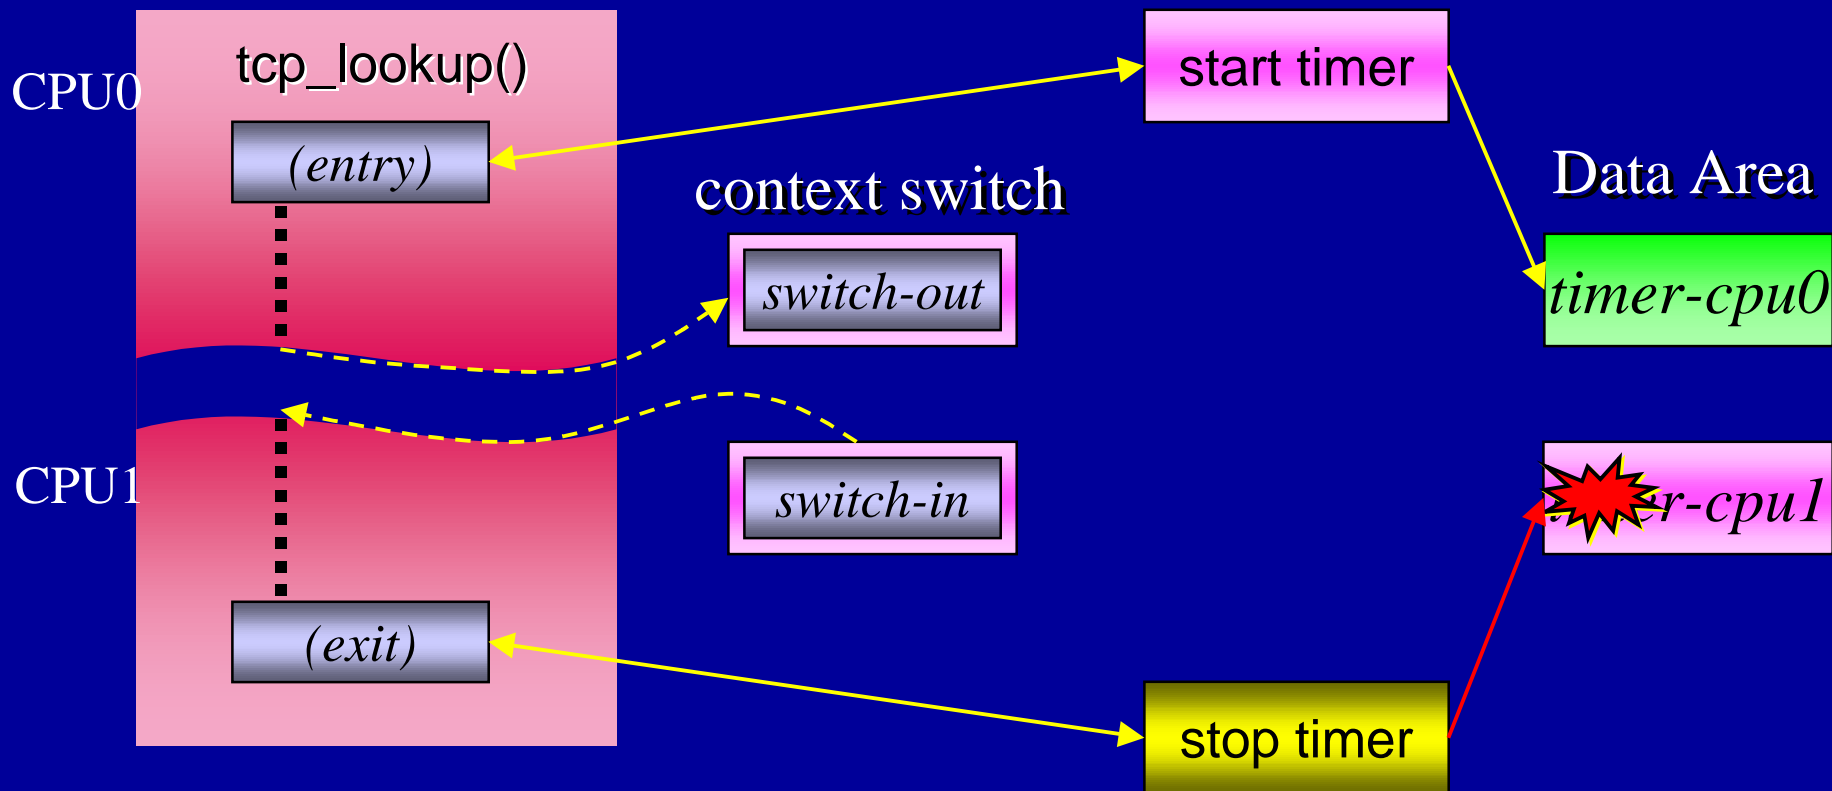 CPU0
tcp_lookup()
start timer
(entry)
context switch
Data Area
switch-out
timer-cpu0
CPU1
switch-in
r-cpu1
(exit)
stop timer